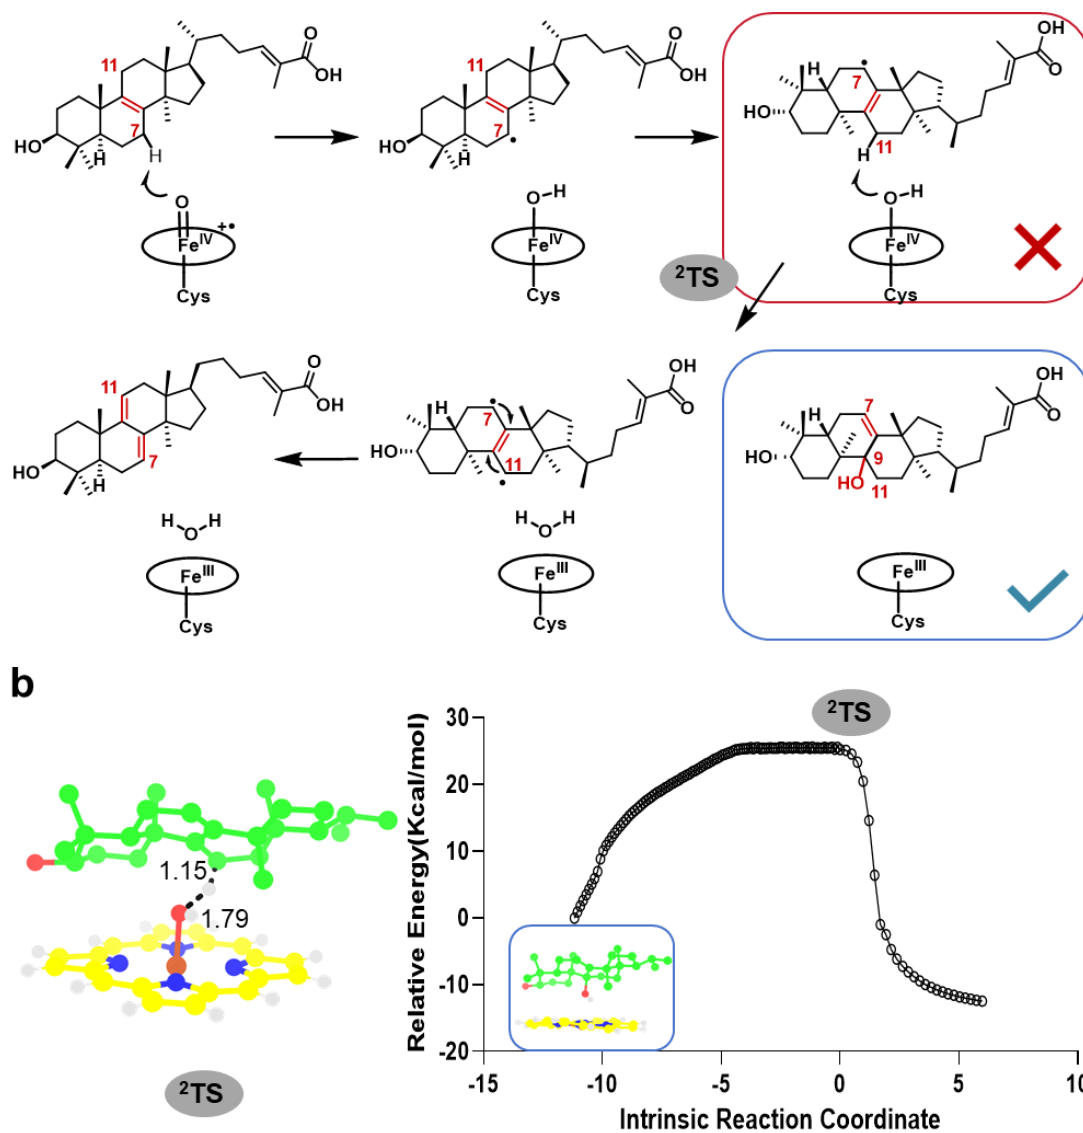 11
7
HO
H
H
O
OH
O
Fe^IV +•
Cys
11
7
HO
H
O
OH
O-H
Fe^IV
Cys
7
HO
H
11
H
O
OH
O-H
Fe^IV
Cys
²TS
11
7
HO
H
O
OH
H O H
Fe^III
Cys
7
11
HO
H
O
OH
H O H
Fe^III
Cys
7
9
11
HO
H
HO
OH
O
Fe^III
Cys
b
1.15
1.79
²TS
²TS
Relative Energy(Kcal/mol)
30
20
10
0
-10
-20
-15
-10
-5
0
5
10
Intrinsic Reaction Coordinate